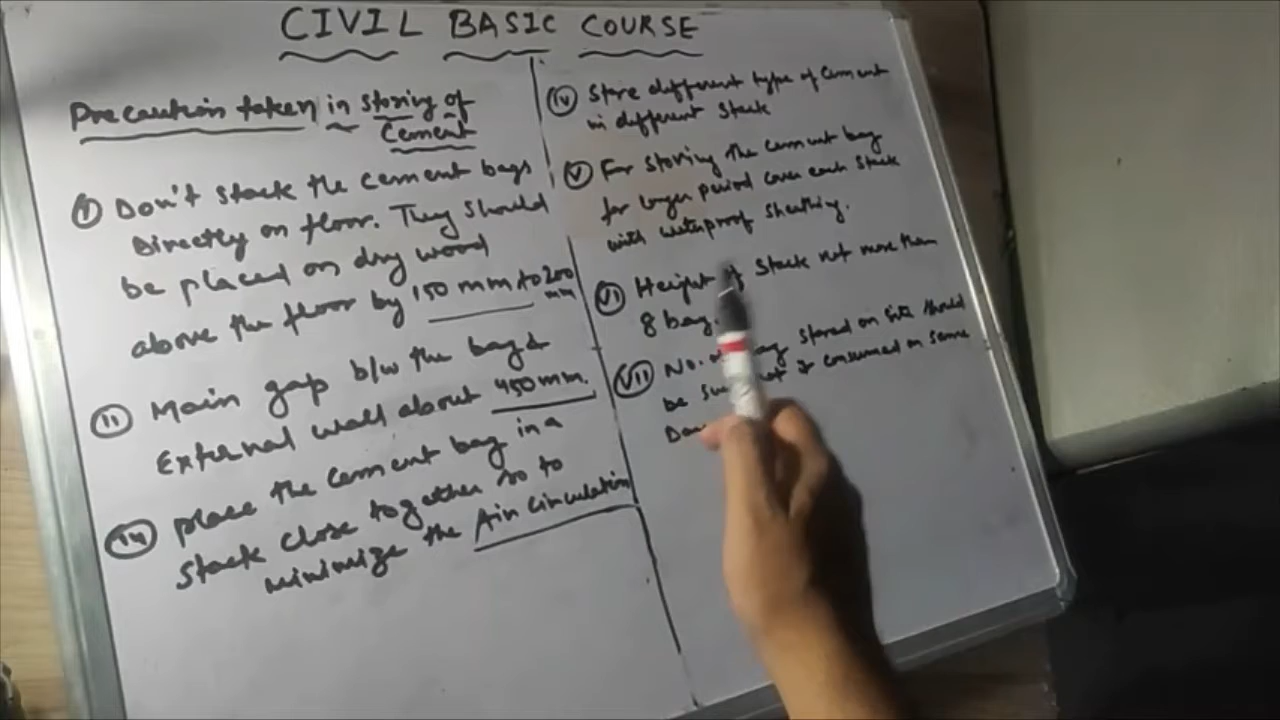 CIVIL BASIC COURSE
Precaution taken in storing of
Cement
(I) Don't stack the cement bags
Directly on floor. They should
be placed on dry wood
above the floor by 150 mm to 200
mm
(II) Main gap b/w the bag &
External wall about 450 mm.
place the cement bag in a
stack close together so to
minimize the Air Circulation
(IV) Store different type of Cement
in different stack
(V) For storing the cement bag
for longer period cover each stack
with waterproof sheathing.
(VI) Height of stack not more than
8 bag.
(VII) No. bag stored on site should
be consumed on same